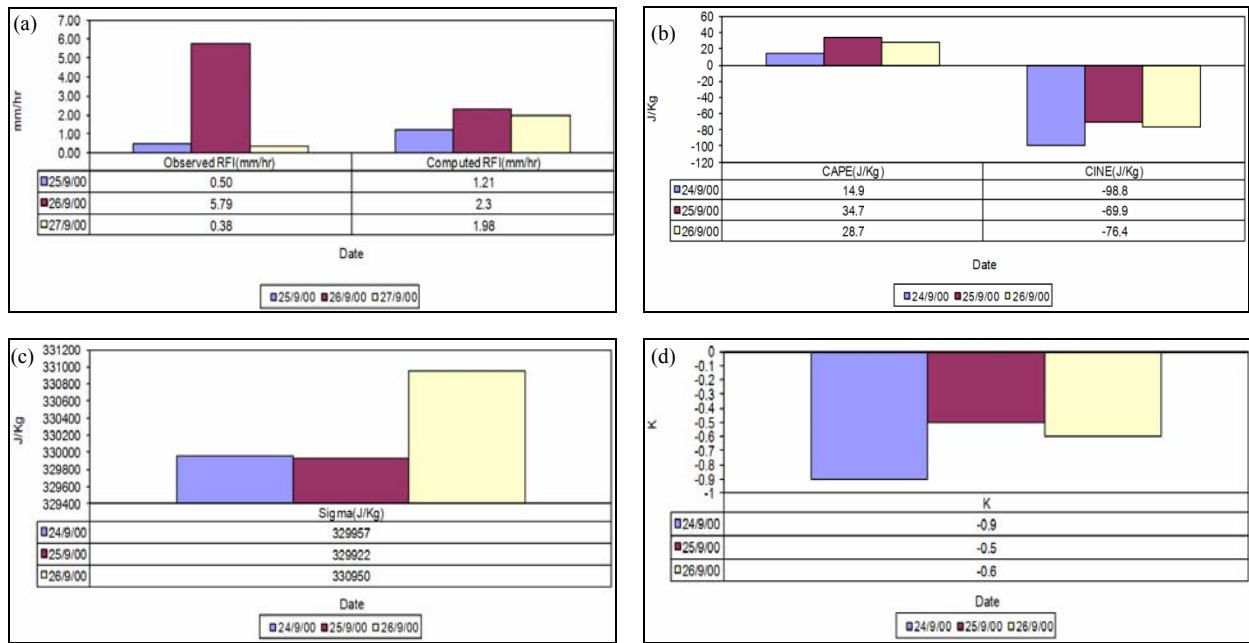 (a)
7.00
6.00
5.00
4.00
3.00
2.00
1.00
0.00
mm/hr
Observed RFI(mm/hr) Computed RFI(mm/hr)
25/9/00 0.50 1.21
26/9/00 5.79 2.3
27/9/00 0.38 1.98
Date
25/9/00 26/9/00 27/9/00
(b)
60
40
20
0
-20
-40
-60
-80
-100
-120
J/Kg
CAPE(J/Kg) CINE(J/Kg)
24/9/00 14.9 -98.8
25/9/00 34.7 -69.9
26/9/00 28.7 -76.4
Date
24/9/00 25/9/00 26/9/00
(c)
331200
331000
330800
330600
330400
330200
330000
329800
329600
329400
J/Kg
Sigma(J/Kg)
24/9/00 329957
25/9/00 329922
26/9/00 330950
Date
24/9/00 25/9/00 26/9/00
(d)
0
-0.1
-0.2
-0.3
-0.4
-0.5
-0.6
-0.7
-0.8
-0.9
-1
K
K
24/9/00 -0.9
25/9/00 -0.5
26/9/00 -0.6
Date
24/9/00 25/9/00 26/9/00